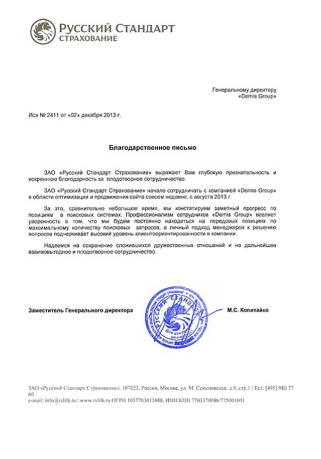 РУССКИЙ СТАНДАРТ
СТРАХОВАНИЕ
Генеральному директору
«Demis Group»
Исх № 2411 от «02» декабря 2013 г.
Благодарственное письмо
ЗАО «Русский Стандарт Страхование» выражает Вам глубокую признательность и
искреннюю благодарность за плодотворное сотрудничество.
ЗАО «Русский Стандарт Страхование» начало сотрудничать с компанией «Demis Group»
в области оптимизации и продвижения сайта совсем недавно, с августа 2013 г.
За это, сравнительно небольшое время, мы констатируем заметный прогресс по
позициям в поисковых системах. Профессионализм сотрудников «Demis Group» вселяет
уверенность в том, что мы будем постоянно находиться на передовых позициях по
максимальному количеству поисковых запросов, а личный подход менеджеров к решению
вопросов подчеркивает высокий уровень клиентоориентированности в компании.
Надеемся на сохранение сложившихся дружественных отношений и на дальнейшее
взаимовыгодное и плодотворное сотрудничество.
Заместитель Генерального директора
М.С. Копитайко
ЗАО «Русский Стандарт Страхование», 107023, Россия, Москва, ул. М. Семеновская, д.9, стр.1 | Тел: [495] 980 77
60
e-mail: info@rslife.ru | www.rslife.ru ОГРН 1037703013688, ИНН/КПП 7703370086/775001001